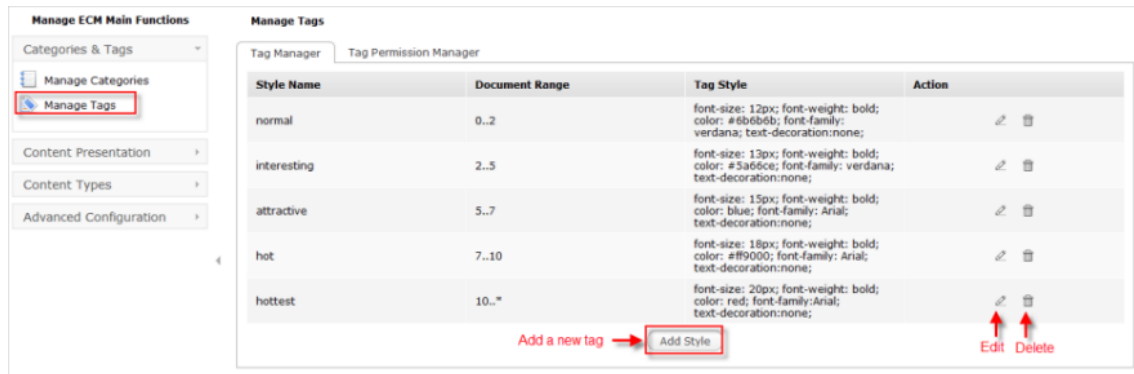 Manage ECM Main Functions
Categories & Tags
Manage Categories
Manage Tags
Content Presentation
Content Types
Advanced Configuration
Manage Tags
Tag Manager Tag Permission Manager
Style Name Document Range Tag Style Action
normal 0..2
font-size: 12px; font-weight: bold;
color: #6b6b6b; font-family:
verdana; text-decoration:none;
interesting 2..5
font-size: 13px; font-weight: bold;
color: #5a66ce; font-family: verdana;
text-decoration:none;
attractive 5..7
font-size: 15px; font-weight: bold;
color: blue; font-family: Arial;
text-decoration:none;
hot 7..10
font-size: 18px; font-weight: bold;
color: #ff9000; font-family: Arial;
text-decoration:none;
hottest 10..*
font-size: 20px; font-weight: bold;
color: red; font-family:Arial;
text-decoration:none;
Add a new tag Add Style Edit Delete